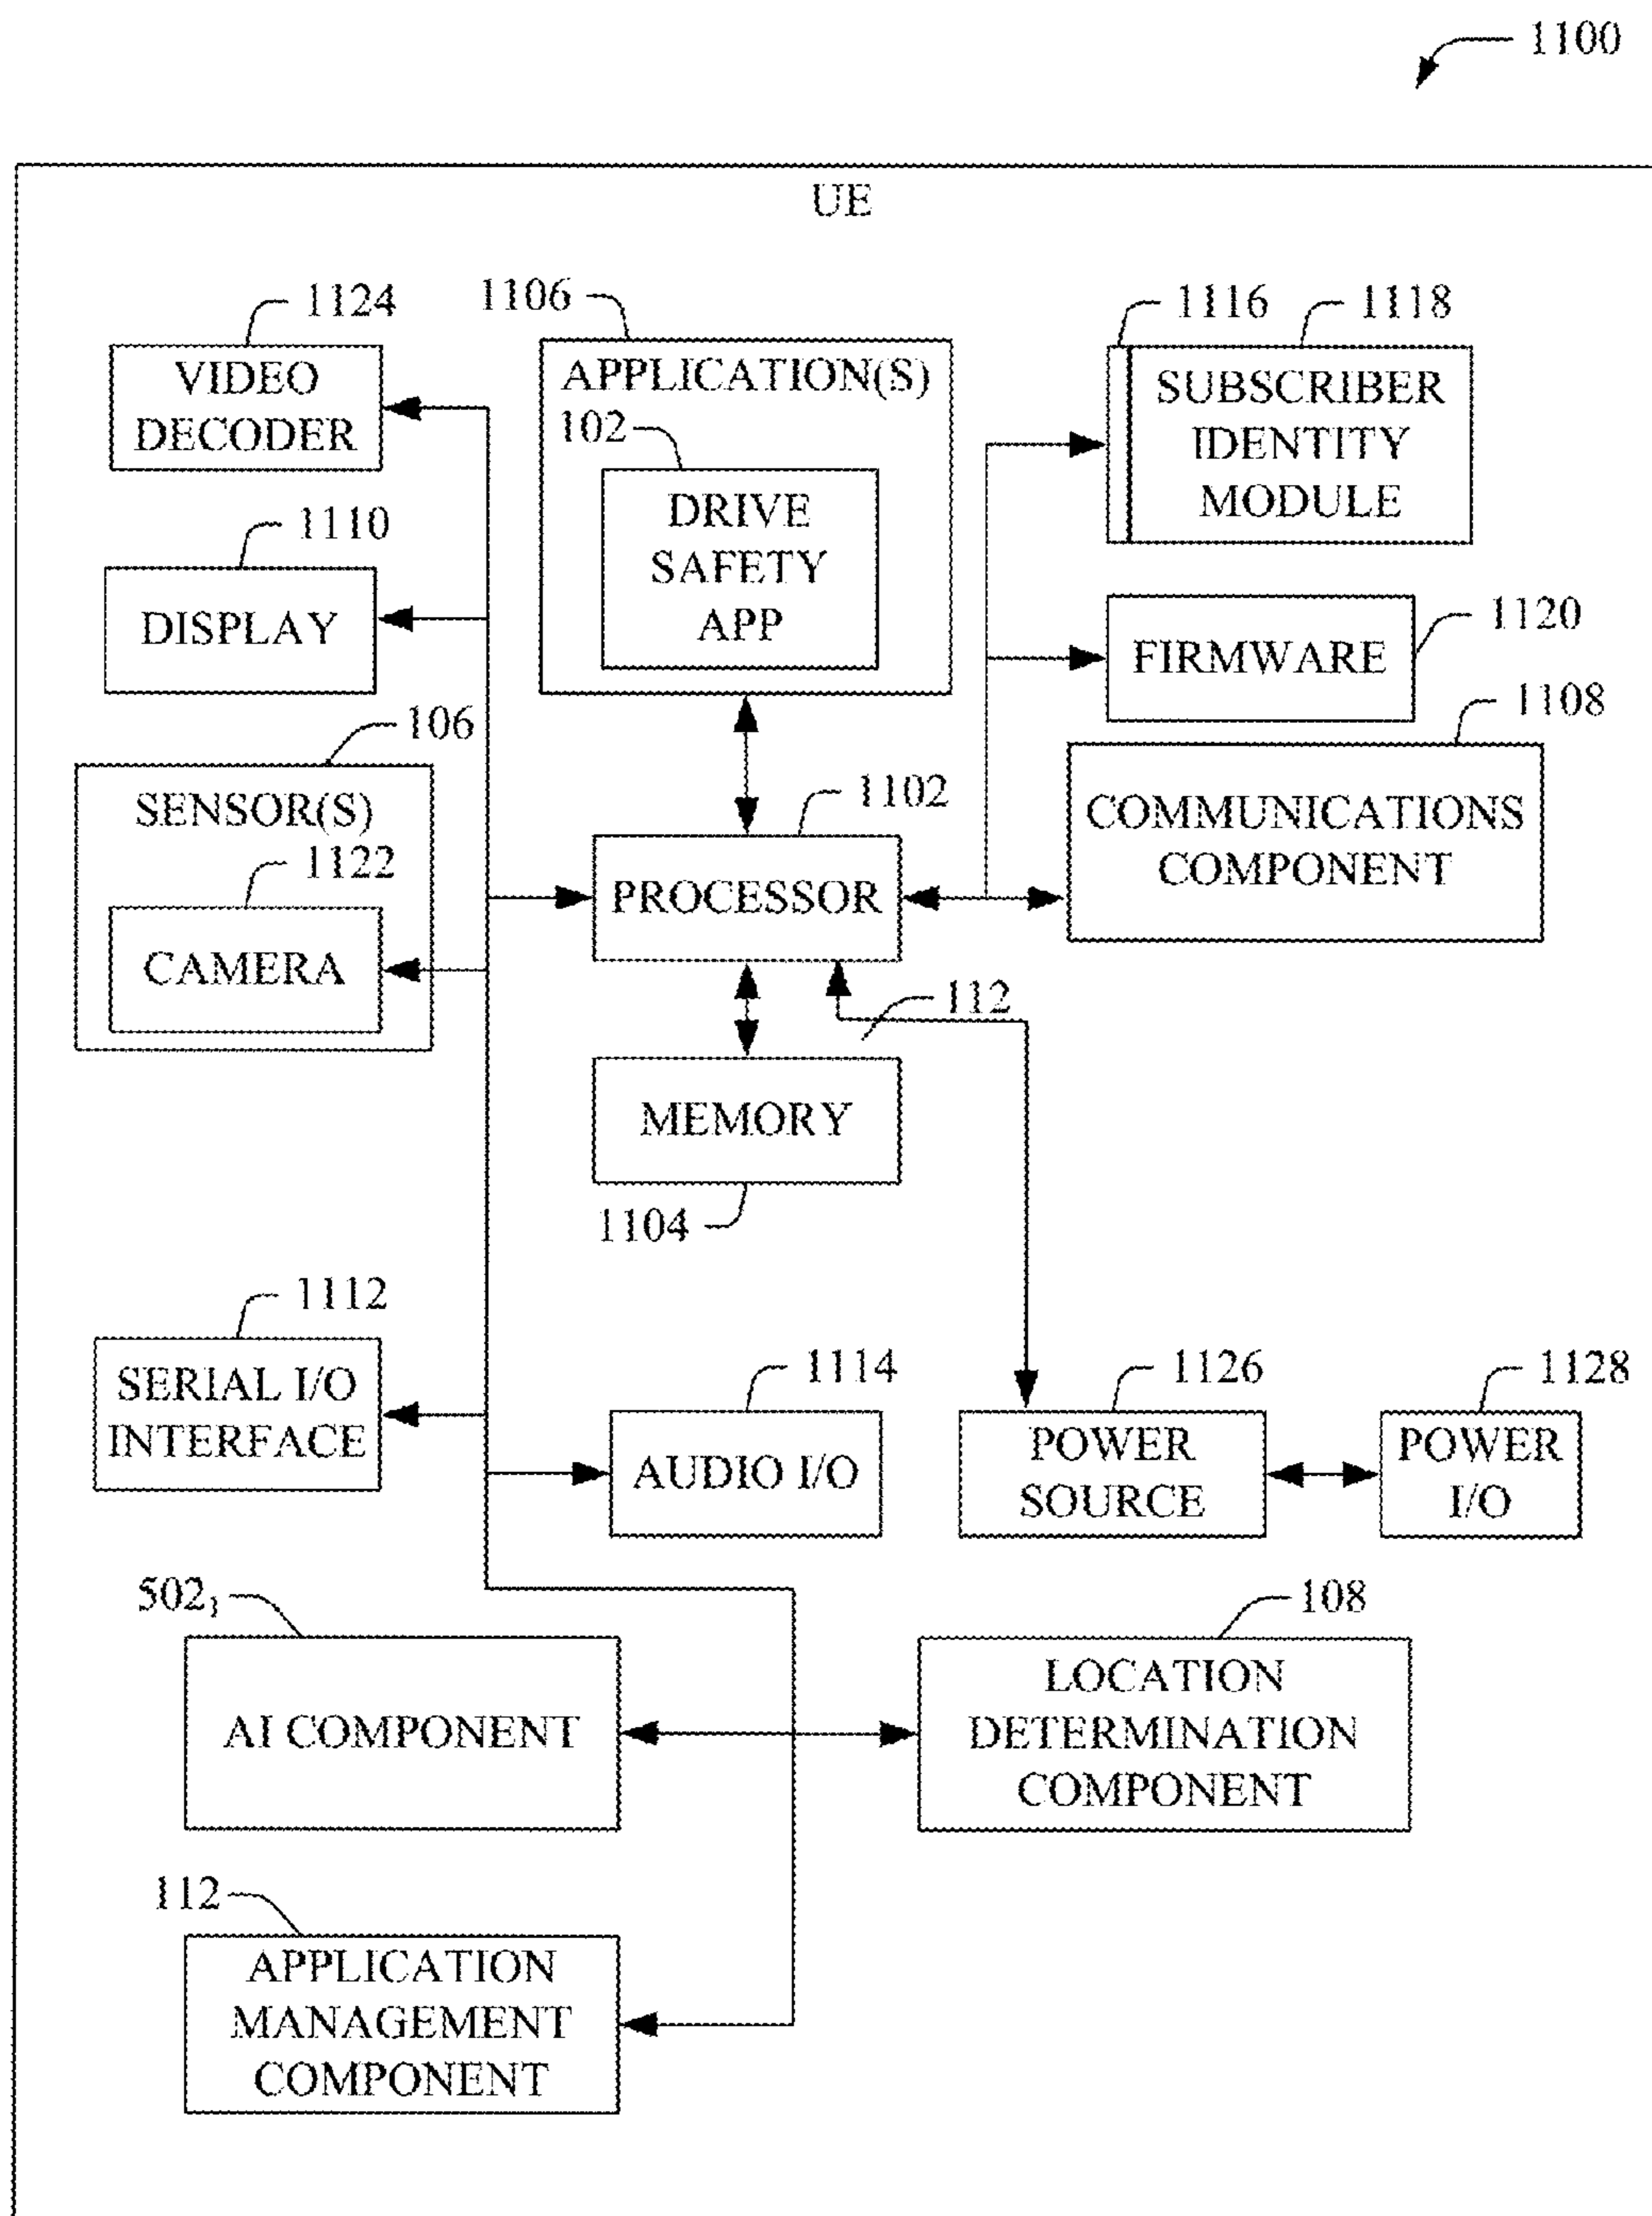 1100
UE
1124
VIDEO
DECODER
1110
DISPLAY
106
SENSOR(S)
1122
CAMERA
1106
APPLICATION(S)
102
DRIVE
SAFETY
APP
1102
PROCESSOR
112
MEMORY
1104
1116
1118
SUBSCRIBER
IDENTITY
MODULE
FIRMWARE
1120
1108
COMMUNICATIONS
COMPONENT
1112
SERIAL I/O
INTERFACE
1114
AUDIO I/O
1126
POWER
SOURCE
1128
POWER
I/O
502₃
AI COMPONENT
108
LOCATION
DETERMINATION
COMPONENT
112
APPLICATION
MANAGEMENT
COMPONENT